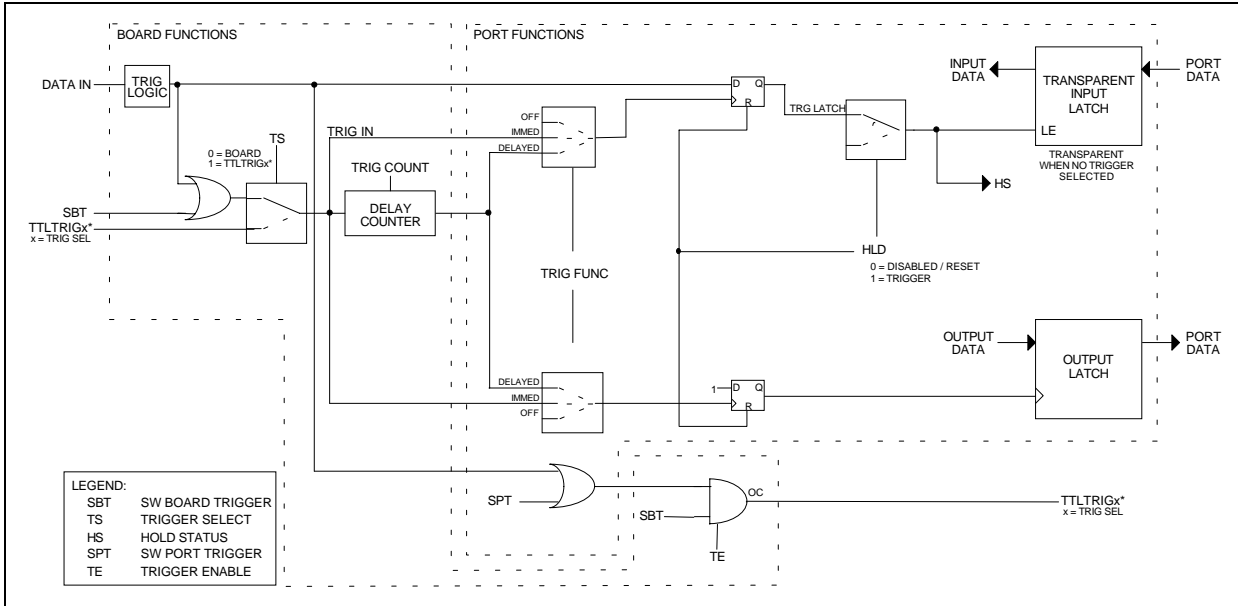 BOARD FUNCTIONS
PORT FUNCTIONS
DATA IN
TRIG
LOGIC
TS
0 = BOARD
1 = TTLTRIGx*
SBT
TTLTRIGx*
x = TRIG SEL
TRIG IN
TRIG COUNT
DELAY
COUNTER
OFF
IMMED
DELAYED
TRIG FUNC
DELAYED
IMMED
OFF
D Q
R
TRG LATCH
HLD
0 = DISABLED / RESET
1 = TRIGGER
HS
INPUT
DATA
TRANSPARENT
INPUT
LATCH
LE
TRANSPARENT
WHEN NO TRIGGER
SELECTED
PORT
DATA
1 D Q
R
OUTPUT
DATA
OUTPUT
LATCH
PORT
DATA
SPT
SBT
OC
TE
TTLTRIGx*
x = TRIG SEL
LEGEND:
SBT SW BOARD TRIGGER
TS TRIGGER SELECT
HS HOLD STATUS
SPT SW PORT TRIGGER
TE TRIGGER ENABLE